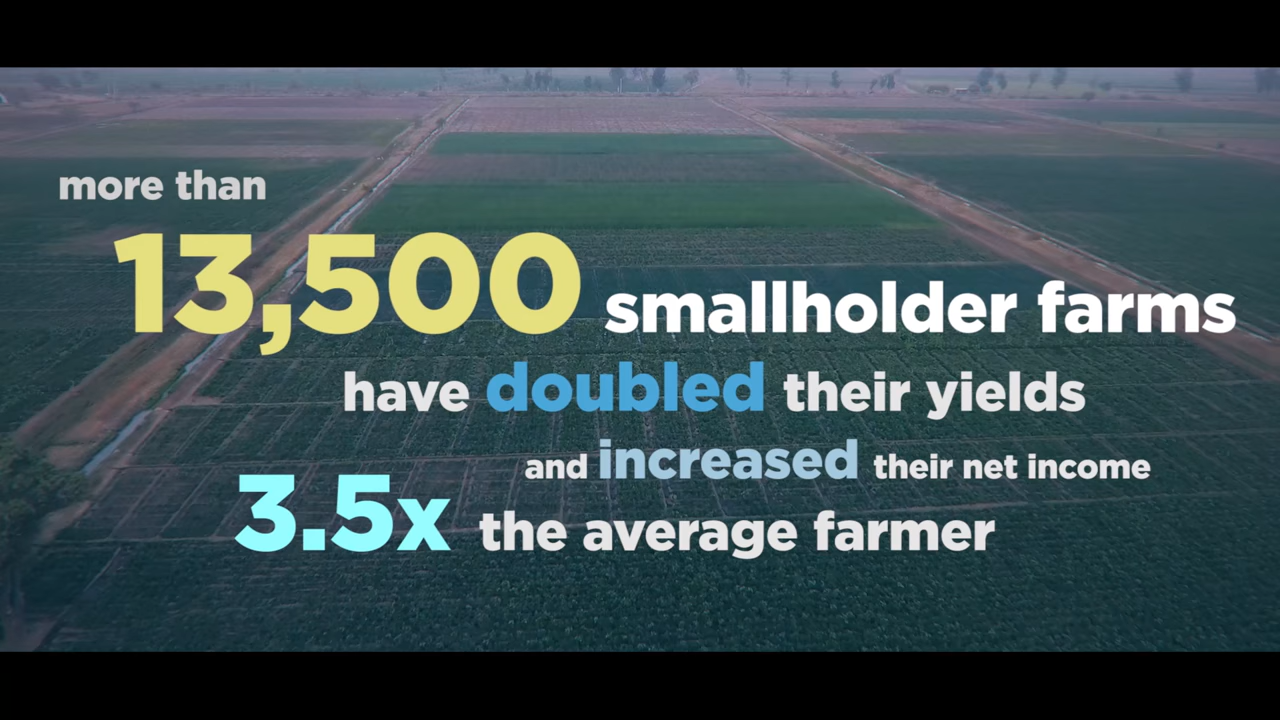 more than
13,500 smallholder farms
have doubled their yields
and increased their net income
3.5x the average farmer